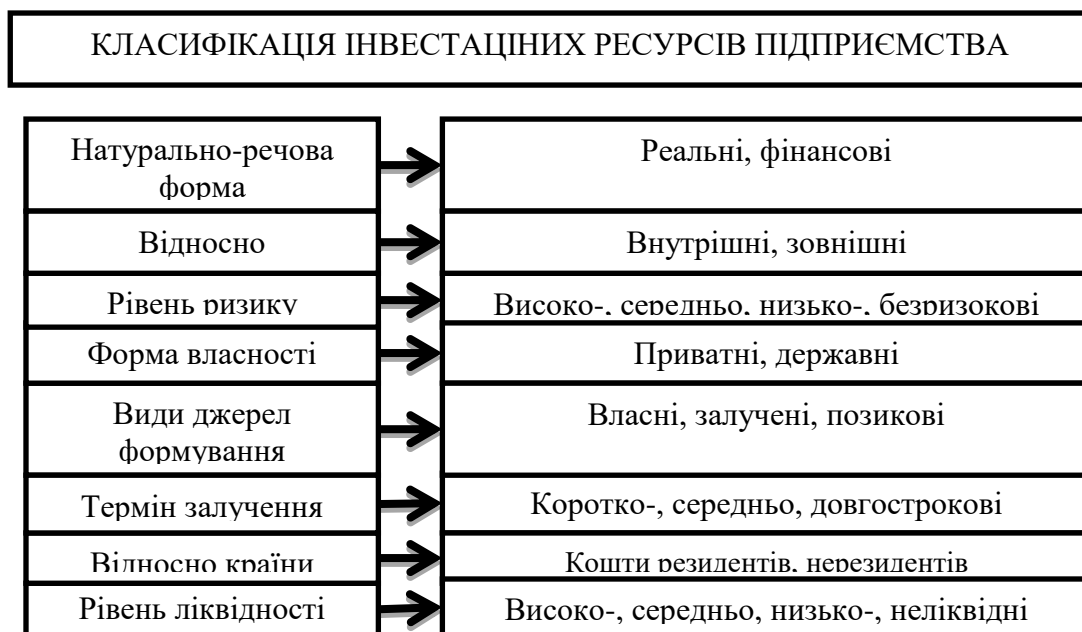 КЛАСИФІКАЦІЯ ІНВЕСТАЦІНИХ РЕСУРСІВ ПІДПРИЄМСТВА
Натурально-речова
форма
Реальні, фінансові
Відносно
Внутрішні, зовнішні
Рівень ризику
Високо-, середньо, низько-, безризокові
Форма власності
Приватні, державні
Види джерел
формування
Власні, залучені, позикові
Термін залучення
Коротко-, середньо, довгострокові
Відносно країни
Кошти резидентів, нерезидентів
Рівень ліквідності
Високо-, середньо, низько-, неліквідні